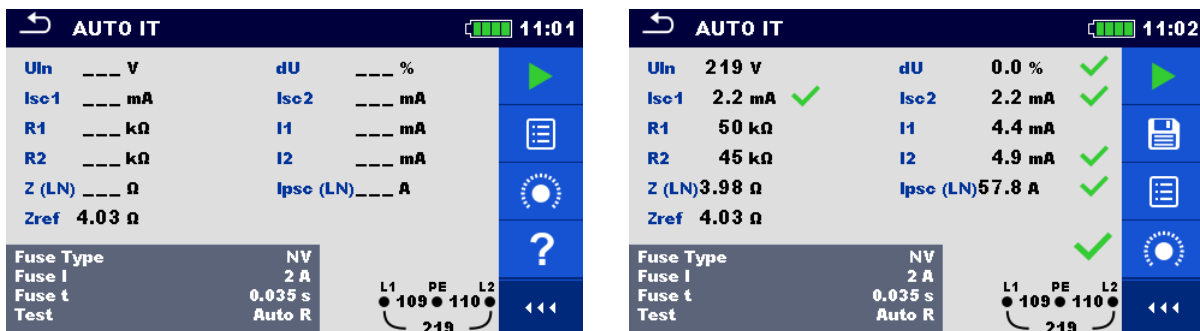 AUTO IT 11:01
Uln ___ V dU ___ %
Isc1 ___ mA Isc2 ___ mA
R1 ___ kΩ I1 ___ mA
R2 ___ kΩ I2 ___ mA
Z (LN) ___ Ω Ipsc (LN)___ A
Zref 4.03 Ω
Fuse Type NV
Fuse I 2 A
Fuse t 0.035 s
Test Auto R
L1 PE L2
109 110
219
?
AUTO IT 11:02
Uln 219 V dU 0.0 %
Isc1 2.2 mA Isc2 2.2 mA
R1 50 kΩ I1 4.4 mA
R2 45 kΩ I2 4.9 mA
Z (LN)3.98 Ω Ipsc (LN)57.8 A
Zref 4.03 Ω
Fuse Type NV
Fuse I 2 A
Fuse t 0.035 s
Test Auto R
L1 PE L2
109 110
219